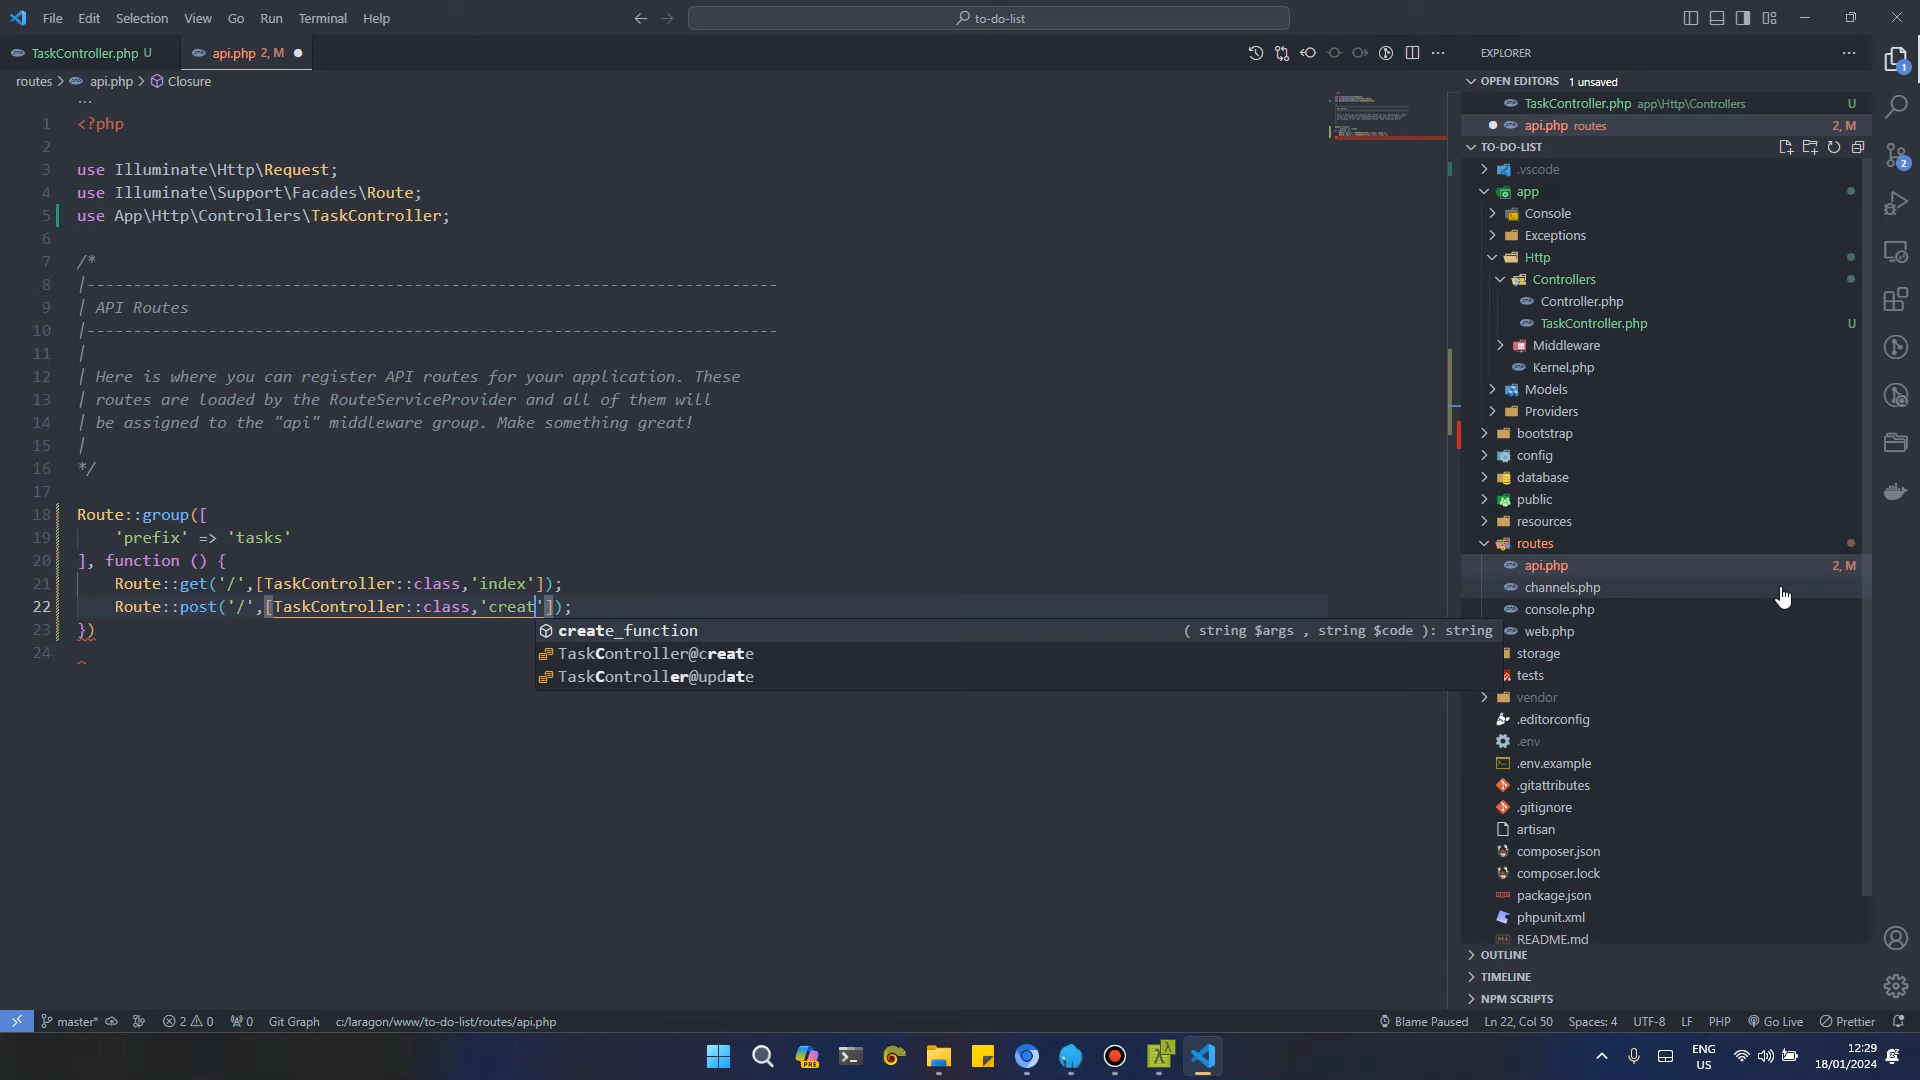 File Edit Selection View Go Run Terminal Help
to-do-list
TaskController.php U
api.php 2, M
routes > api.php > Closure
...
1 <?php
2
3 use Illuminate\Http\Request;
4 use Illuminate\Support\Facades\Route;
5 use App\Http\Controllers\TaskController;
6
7 /*
8 |--------------------------------------------------------------------------
9 | API Routes
10 |--------------------------------------------------------------------------
11 |
12 | Here is where you can register API routes for your application. These
13 | routes are loaded by the RouteServiceProvider and all of them will
14 | be assigned to the "api" middleware group. Make something great!
15 |
16 */
17
18 Route::group([
19 'prefix' => 'tasks'
20 ], function () {
21 Route::get('/',[TaskController::class,'index']);
22 Route::post('/',[TaskController::class,'creat']);
23 })
24
create_function ( string $args , string $code ): string
TaskController@create
TaskController@update
EXPLORER
OPEN EDITORS 1 unsaved
TaskController.php app\Http\Controllers U
api.php routes 2, M
TO-DO-LIST
.vscode
app
Console
Exceptions
Http
Controllers
Controller.php
TaskController.php U
Middleware
Kernel.php
Models
Providers
bootstrap
config
database
public
resources
routes
api.php 2, M
channels.php
console.php
web.php
storage
tests
vendor
.editorconfig
.env
.env.example
.gitattributes
.gitignore
artisan
composer.json
composer.lock
package.json
phpunit.xml
README.md
OUTLINE
TIMELINE
NPM SCRIPTS
1
2
master* 2 0 0 Git Graph c:/laragon/www/to-do-list/routes/api.php
Blame Paused Ln 22, Col 50 Spaces: 4 UTF-8 LF PHP Go Live Prettier
PRE
ENG
US
12:29
18/01/2024